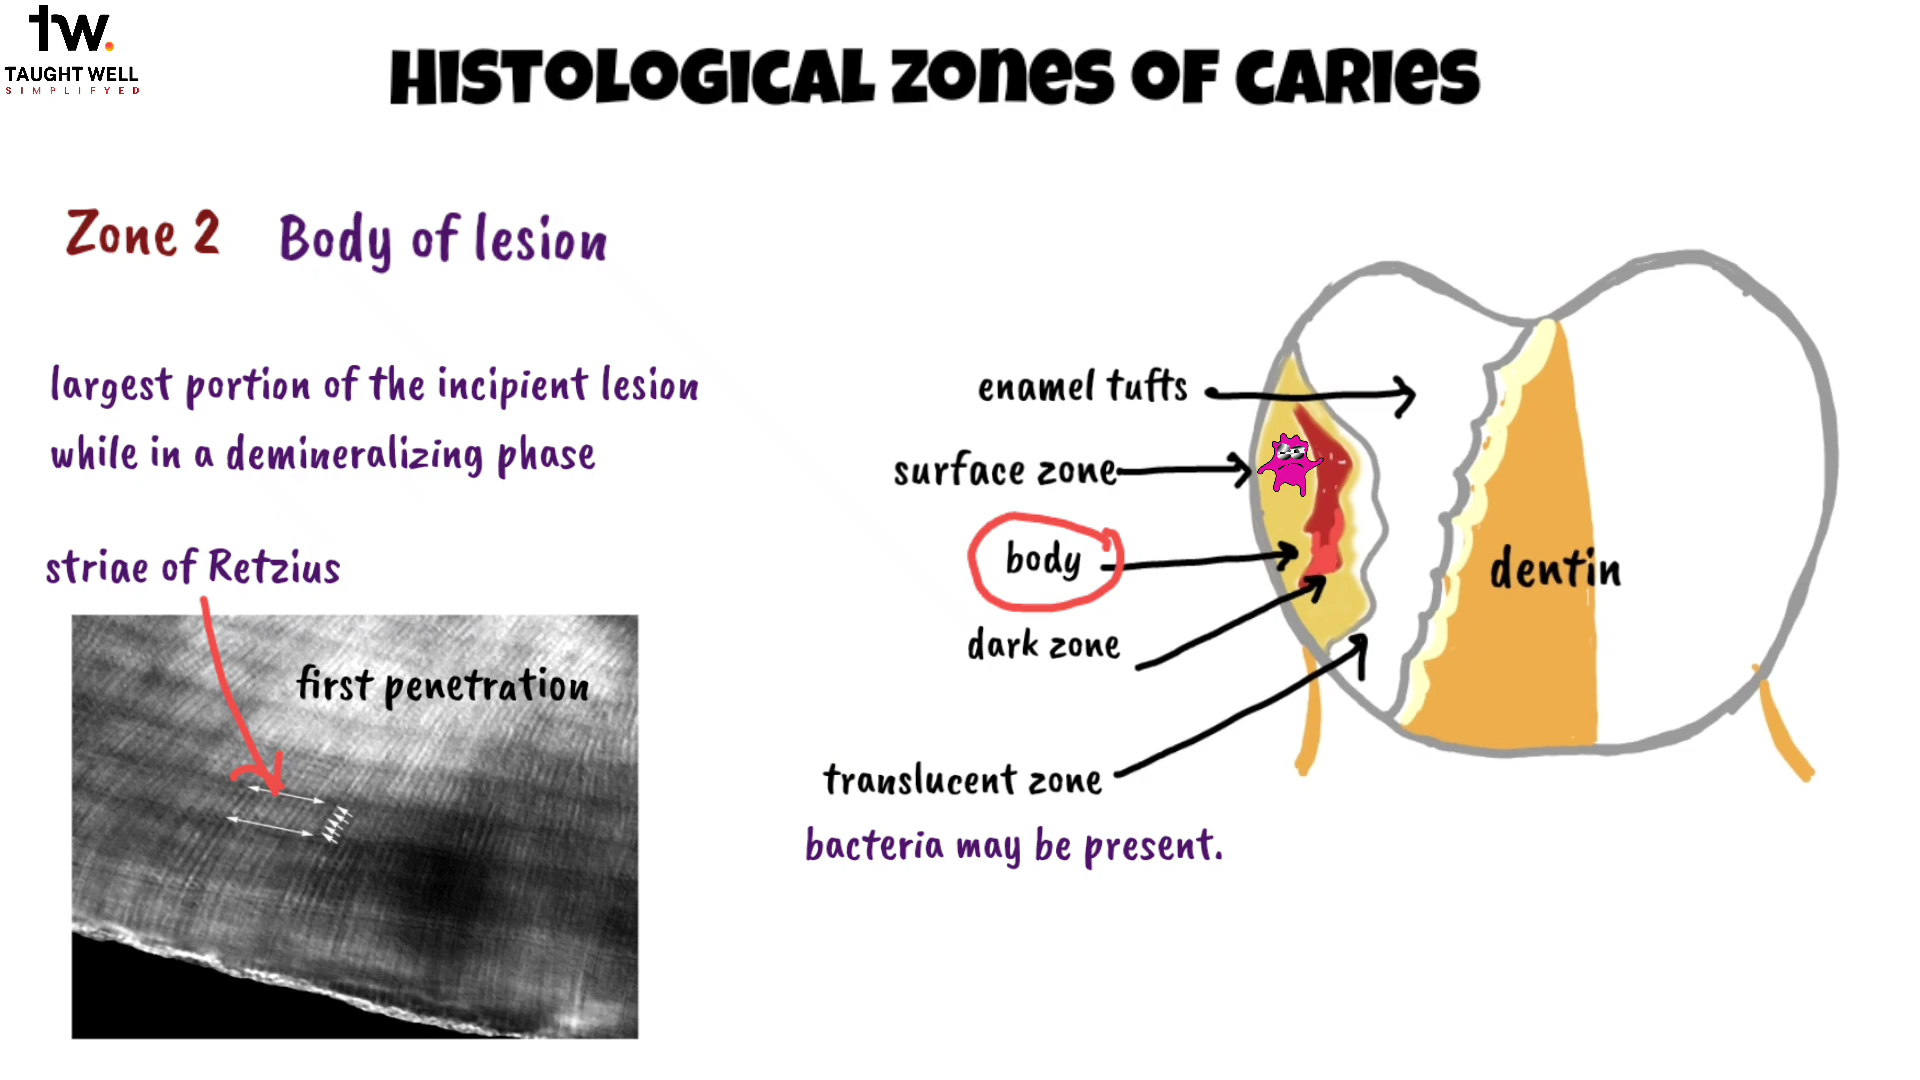 tw.
TAUGHT WELL
SIMPLIFYED
HISTOLOGICAL ZONES OF CARIES
Zone 2 Body of lesion
largest portion of the incipient lesion
while in a demineralizing phase
striae of Retzius
first penetration
enamel tufts
surface zone
body
dark zone
translucent zone
bacteria may be present.
dentin